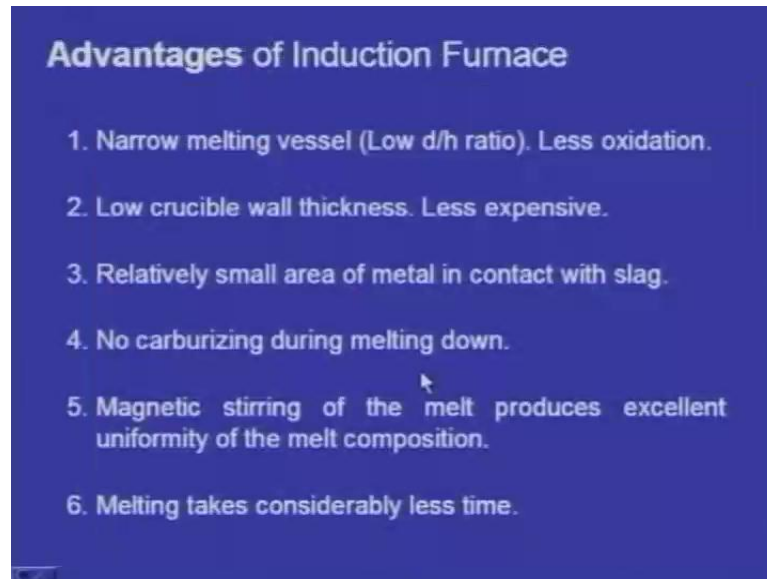 Advantages of Induction Furnace
1. Narrow melting vessel (Low d/h ratio). Less oxidation.
2. Low crucible wall thickness. Less expensive.
3. Relatively small area of metal in contact with slag.
4. No carburizing during melting down.
5. Magnetic stirring of the melt produces excellent
uniformity of the melt composition.
6. Melting takes considerably less time.